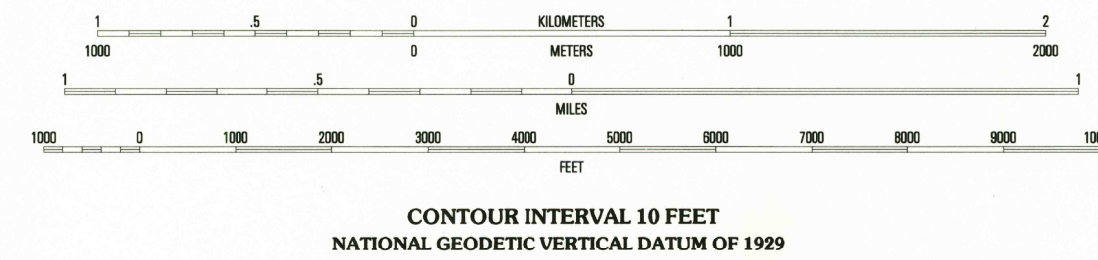 1 .5 0 KILOMETERS 1 2
1000 0 METERS 1000 2000
1 .5 0 1
MILES
1000 0 1000 2000 3000 4000 5000 6000 7000 8000 9000
FEET
CONTOUR INTERVAL 10 FEET
NATIONAL GEODETIC VERTICAL DATUM OF 1929